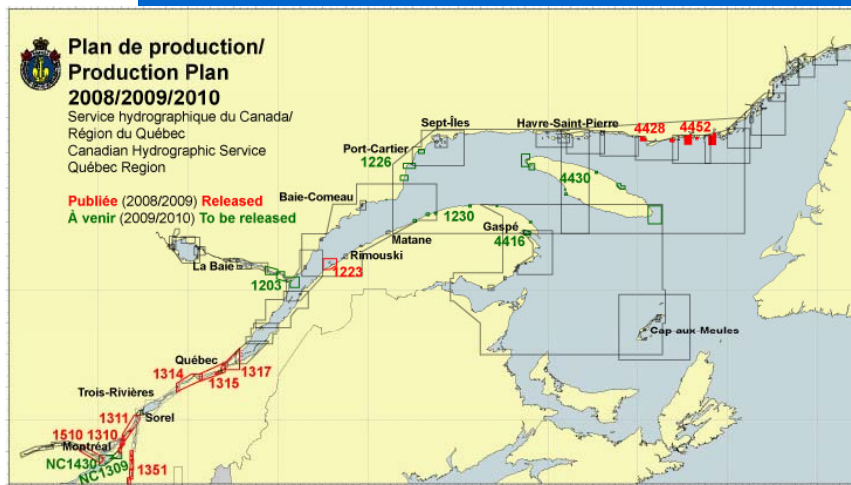 Plan de production/
Production Plan
2008/2009/2010
Service hydrographique du Canada/
Région du Québec
Canadian Hydrographic Service
Québec Region
Publiée (2008/2009) Released
À venir (2009/2010) To be released
Sept-Îles
Havre-Saint-Pierre
4428
4452
Port-Cartier
1226
4430
Baie-Comeau
1230
Gaspé
4416
Matane
Rimouski
La Baie
1203
1223
Cap-aux-Meules
Québec
1314
1315
1317
Trois-Rivières
Sorel
1311
1510
1310
Montréal
NC1430
NC1309
1351